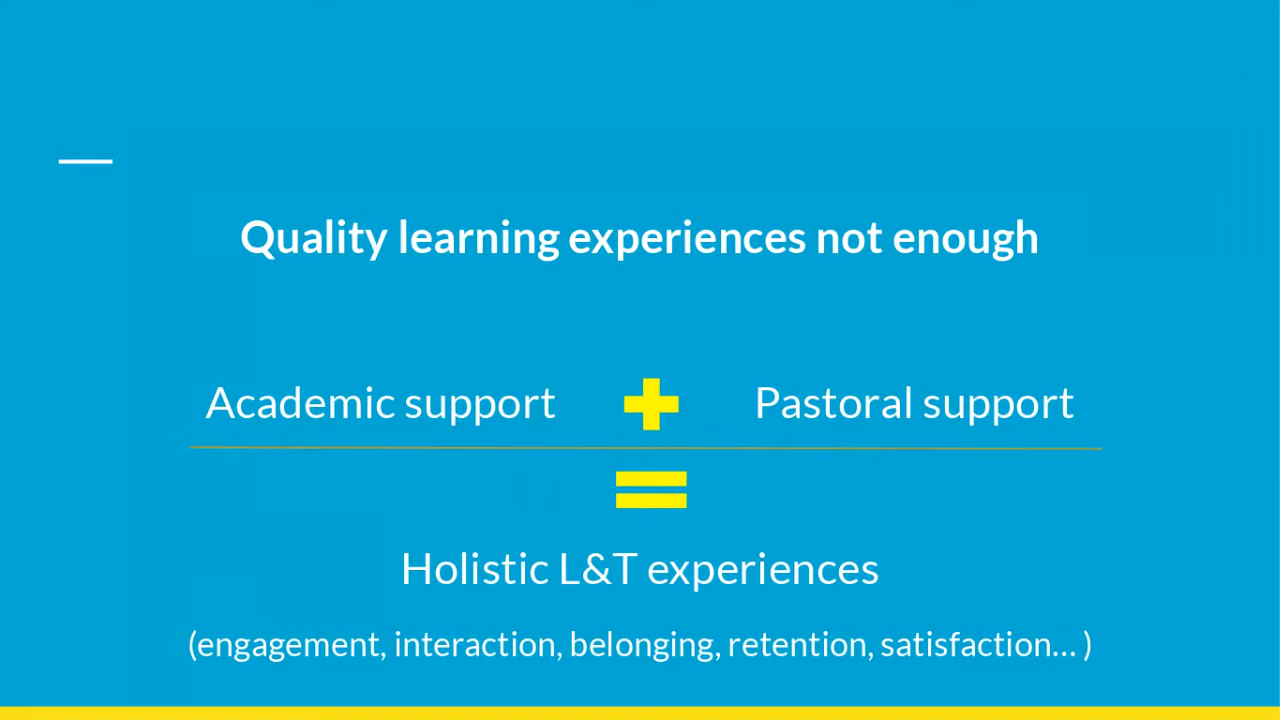 Quality learning experiences not enough
Academic support + Pastoral support
=
Holistic L&T experiences
(engagement, interaction, belonging, retention, satisfaction... )